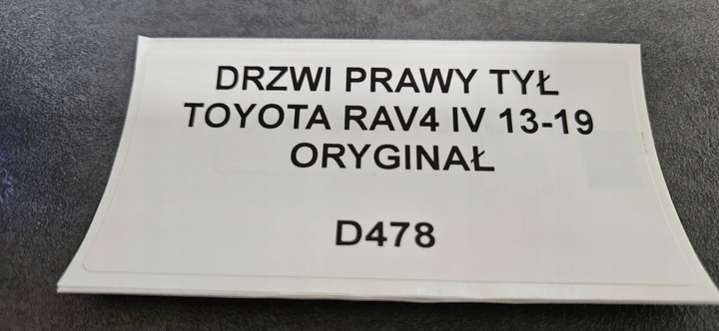 DRZWI PRAWY TYŁ
TOYOTA RAV4 IV 13-19
ORYGINAŁ
D478